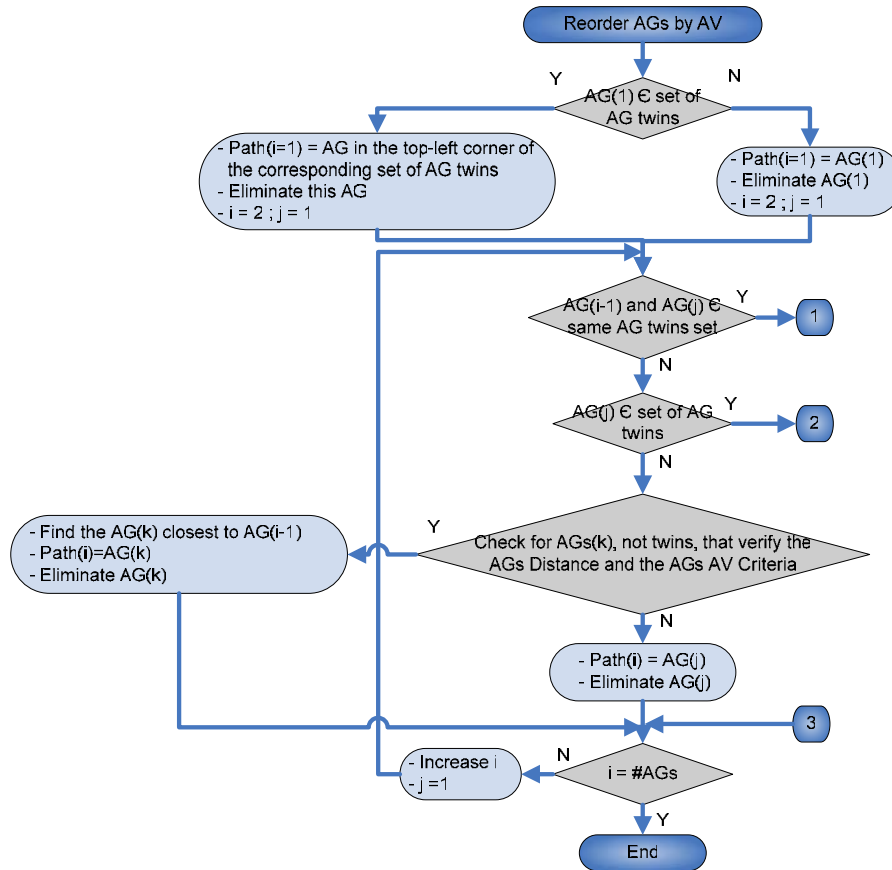 Reorder AGs by AV
Y
N
AG(1) Є set of
AG twins
- Path(i=1) = AG in the top-left corner of
the corresponding set of AG twins
- Eliminate this AG
- i = 2 ; j = 1
- Path(i=1) = AG(1)
- Eliminate AG(1)
- i = 2 ; j = 1
AG(i-1) and AG(j) Є
same AG twins set
Y
1
N
AG(j) Є set of AG
twins
Y
2
N
- Find the AG(k) closest to AG(i-1)
- Path(i)=AG(k)
- Eliminate AG(k)
Y
Check for AGs(k), not twins, that verify the
AGs Distance and the AGs AV Criteria
N
- Path(i) = AG(j)
- Eliminate AG(j)
3
- Increase i
- j =1
N
i = #AGs
Y
End